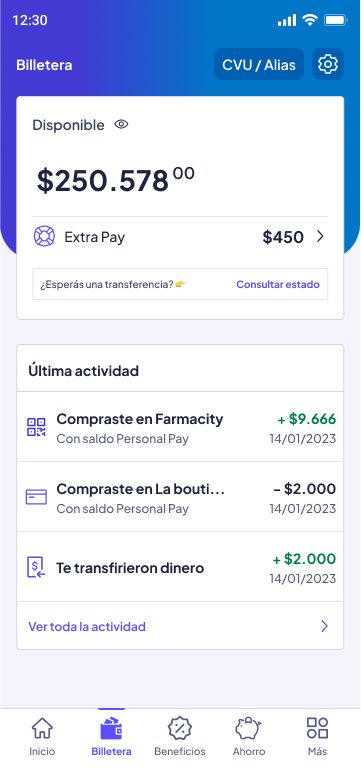 12:30
Billetera
CVU / Alias
Disponible
$250.578 00
Extra Pay $450
¿Esperás una transferencia?👉 Consultar estado
Última actividad
Compraste en Farmacity + $9.666
Con saldo Personal Pay 14/01/2023
Compraste en La bouti... - $2.000
Con saldo Personal Pay 14/01/2023
Te transfirieron dinero + $2.000
14/01/2023
Ver toda la actividad
Inicio Billetera Beneficios Ahorro Más